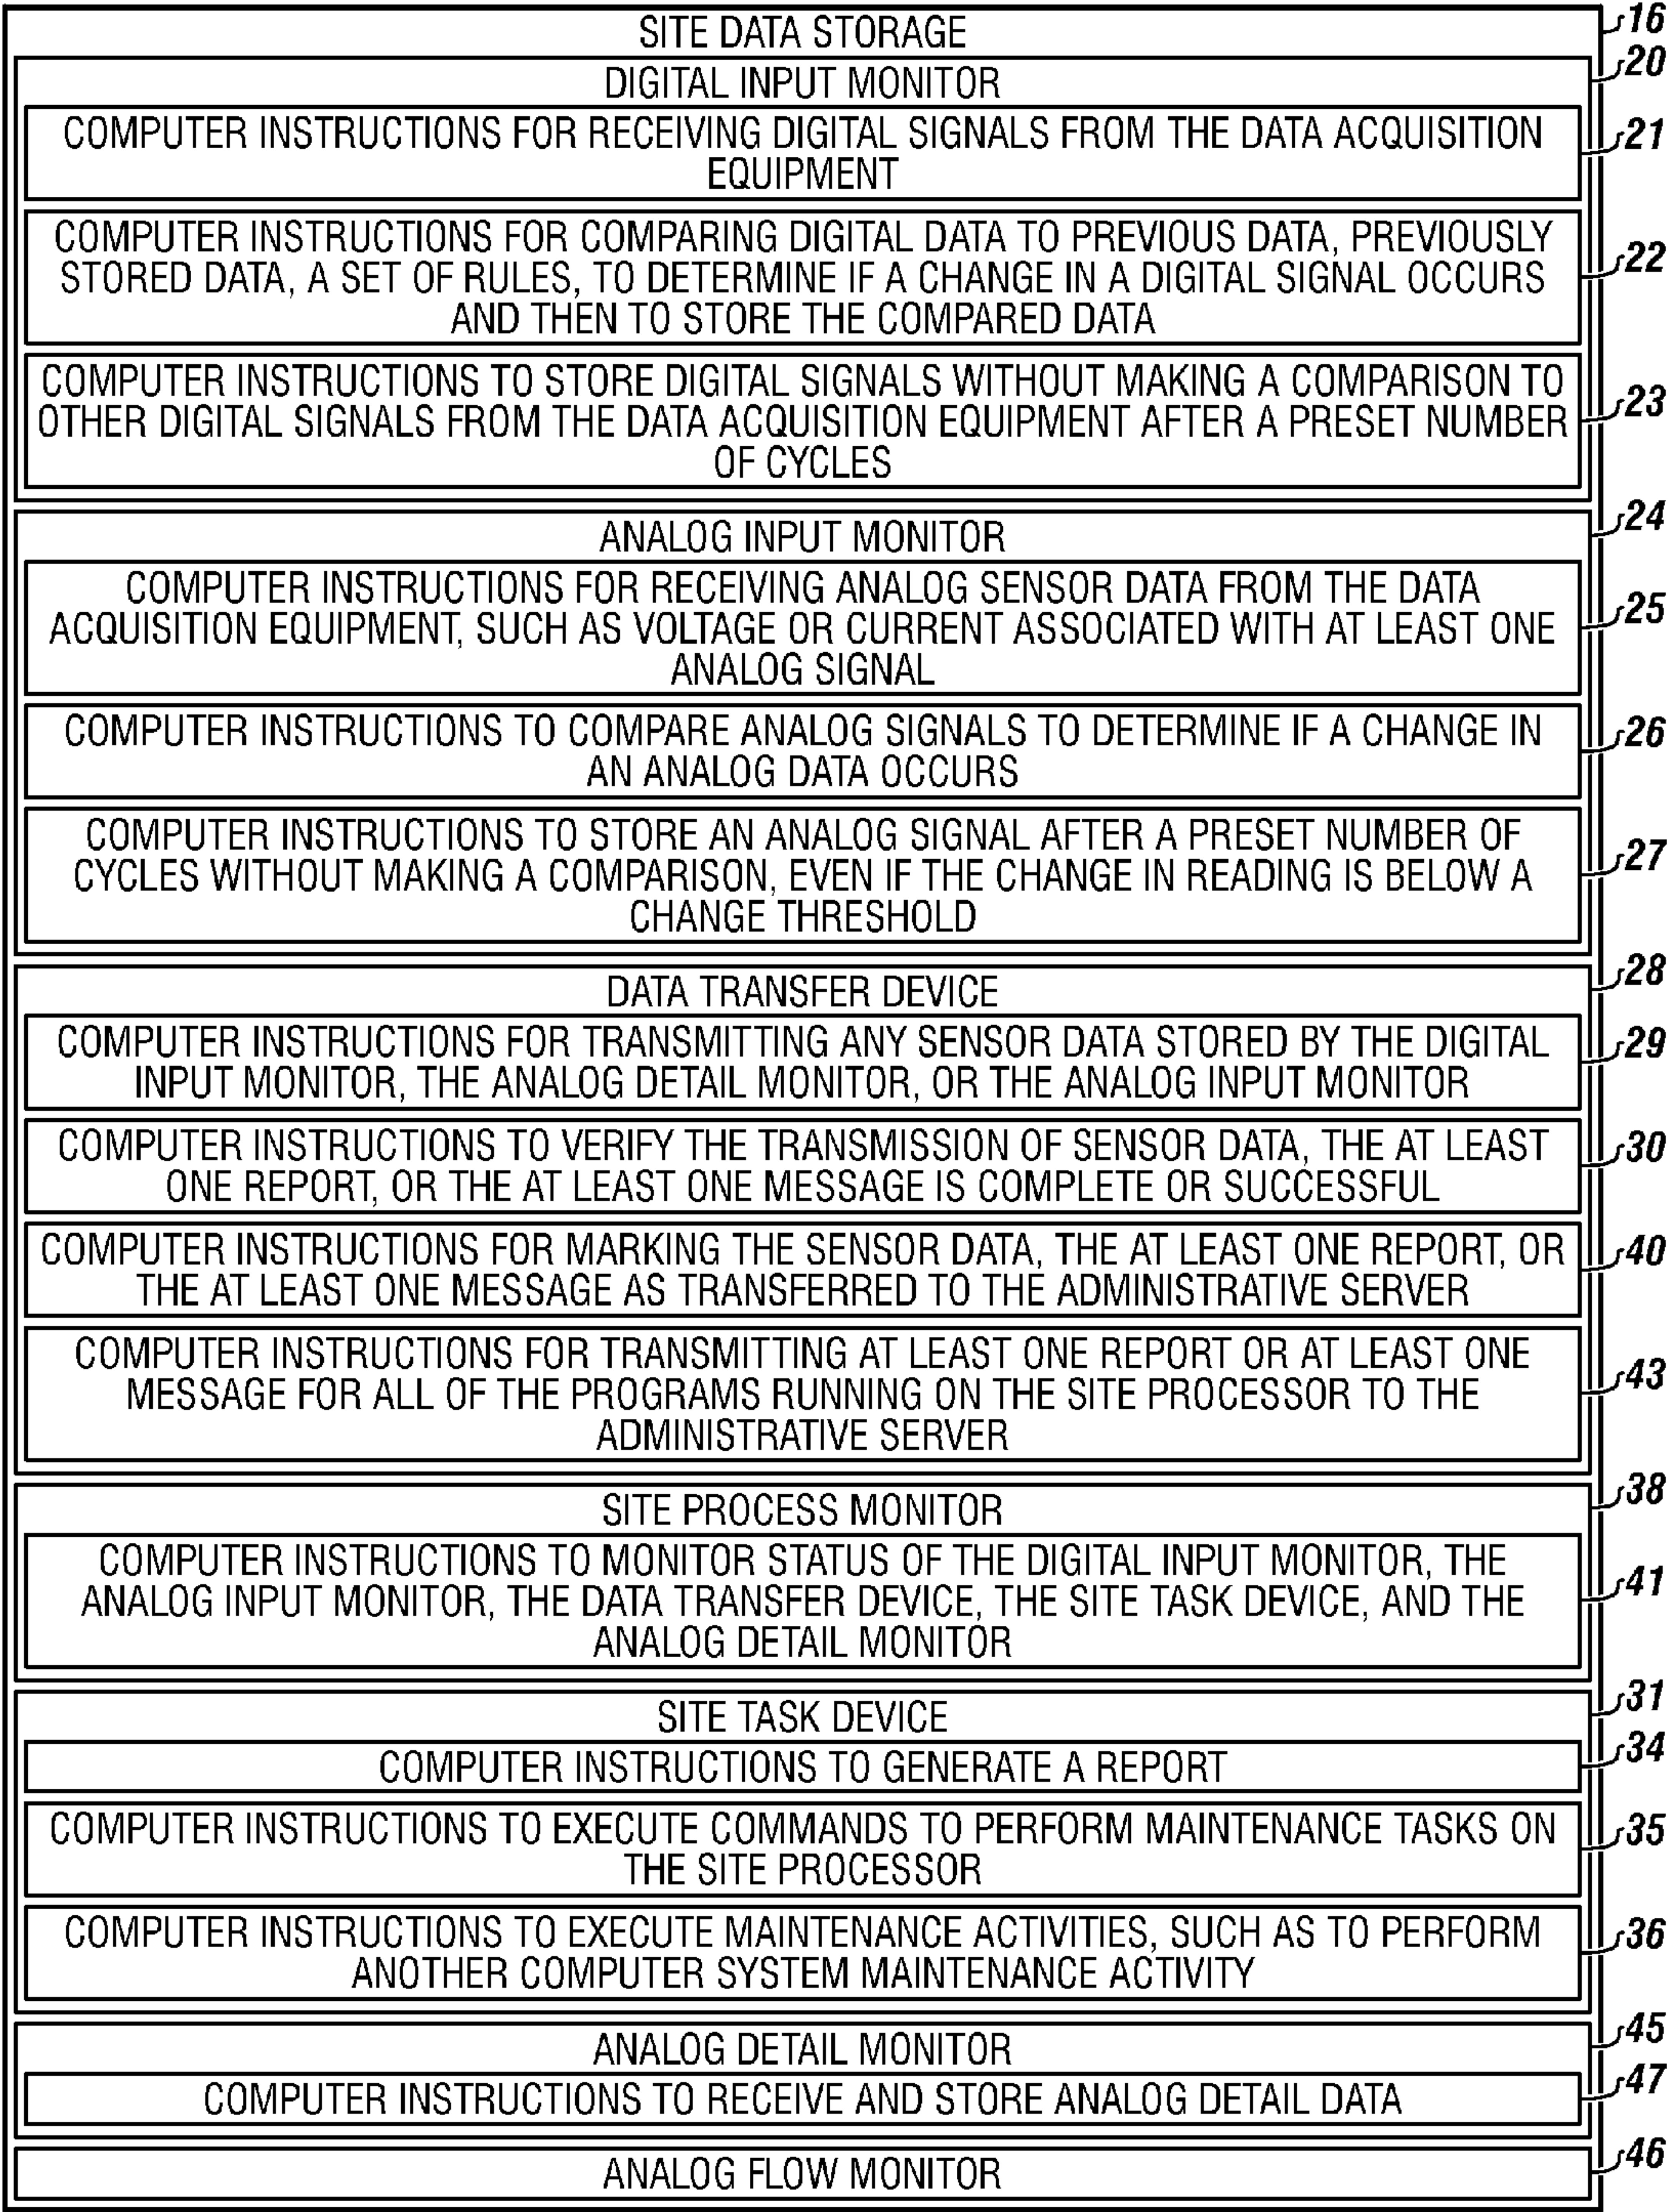 SITE DATA STORAGE
16
DIGITAL INPUT MONITOR
20
COMPUTER INSTRUCTIONS FOR RECEIVING DIGITAL SIGNALS FROM THE DATA ACQUISITION
EQUIPMENT
21
COMPUTER INSTRUCTIONS FOR COMPARING DIGITAL DATA TO PREVIOUS DATA, PREVIOUSLY
STORED DATA, A SET OF RULES, TO DETERMINE IF A CHANGE IN A DIGITAL SIGNAL OCCURS
AND THEN TO STORE THE COMPARED DATA
22
COMPUTER INSTRUCTIONS TO STORE DIGITAL SIGNALS WITHOUT MAKING A COMPARISON TO
OTHER DIGITAL SIGNALS FROM THE DATA ACQUISITION EQUIPMENT AFTER A PRESET NUMBER
OF CYCLES
23
ANALOG INPUT MONITOR
24
COMPUTER INSTRUCTIONS FOR RECEIVING ANALOG SENSOR DATA FROM THE DATA
ACQUISITION EQUIPMENT, SUCH AS VOLTAGE OR CURRENT ASSOCIATED WITH AT LEAST ONE
ANALOG SIGNAL
25
COMPUTER INSTRUCTIONS TO COMPARE ANALOG SIGNALS TO DETERMINE IF A CHANGE IN
AN ANALOG DATA OCCURS
26
COMPUTER INSTRUCTIONS TO STORE AN ANALOG SIGNAL AFTER A PRESET NUMBER OF
CYCLES WITHOUT MAKING A COMPARISON, EVEN IF THE CHANGE IN READING IS BELOW A
CHANGE THRESHOLD
27
DATA TRANSFER DEVICE
28
COMPUTER INSTRUCTIONS FOR TRANSMITTING ANY SENSOR DATA STORED BY THE DIGITAL
INPUT MONITOR, THE ANALOG DETAIL MONITOR, OR THE ANALOG INPUT MONITOR
29
COMPUTER INSTRUCTIONS TO VERIFY THE TRANSMISSION OF SENSOR DATA, THE AT LEAST
ONE REPORT, OR THE AT LEAST ONE MESSAGE IS COMPLETE OR SUCCESSFUL
30
COMPUTER INSTRUCTIONS FOR MARKING THE SENSOR DATA, THE AT LEAST ONE REPORT, OR
THE AT LEAST ONE MESSAGE AS TRANSFERRED TO THE ADMINISTRATIVE SERVER
40
COMPUTER INSTRUCTIONS FOR TRANSMITTING AT LEAST ONE REPORT OR AT LEAST ONE
MESSAGE FOR ALL OF THE PROGRAMS RUNNING ON THE SITE PROCESSOR TO THE
ADMINISTRATIVE SERVER
43
SITE PROCESS MONITOR
38
COMPUTER INSTRUCTIONS TO MONITOR STATUS OF THE DIGITAL INPUT MONITOR, THE
ANALOG INPUT MONITOR, THE DATA TRANSFER DEVICE, THE SITE TASK DEVICE, AND THE
ANALOG DETAIL MONITOR
41
SITE TASK DEVICE
31
COMPUTER INSTRUCTIONS TO GENERATE A REPORT
34
COMPUTER INSTRUCTIONS TO EXECUTE COMMANDS TO PERFORM MAINTENANCE TASKS ON
THE SITE PROCESSOR
35
COMPUTER INSTRUCTIONS TO EXECUTE MAINTENANCE ACTIVITIES, SUCH AS TO PERFORM
ANOTHER COMPUTER SYSTEM MAINTENANCE ACTIVITY
36
ANALOG DETAIL MONITOR
45
COMPUTER INSTRUCTIONS TO RECEIVE AND STORE ANALOG DETAIL DATA
47
ANALOG FLOW MONITOR
46